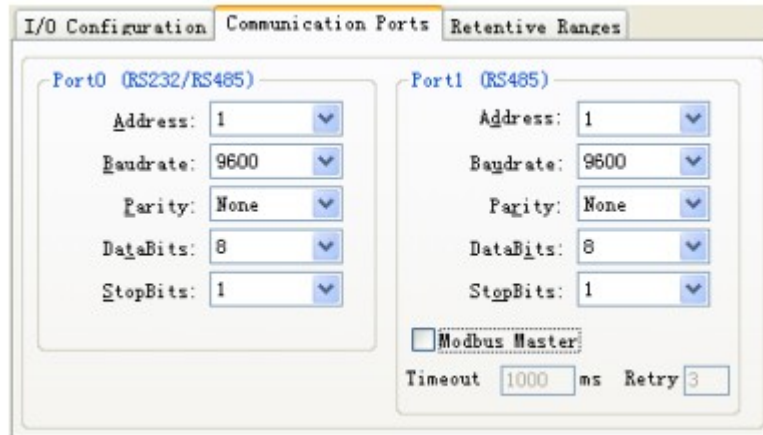 I/O Configuration Communication Ports Retentive Ranges
Port0 (RS232/RS485)
Address: 1
Baudrate: 9600
Parity: None
DataBits: 8
StopBits: 1
Port1 (RS485)
Address: 1
Baudrate: 9600
Parity: None
DataBits: 8
StopBits: 1
Modbus Master
Timeout 1000 ms Retry 3